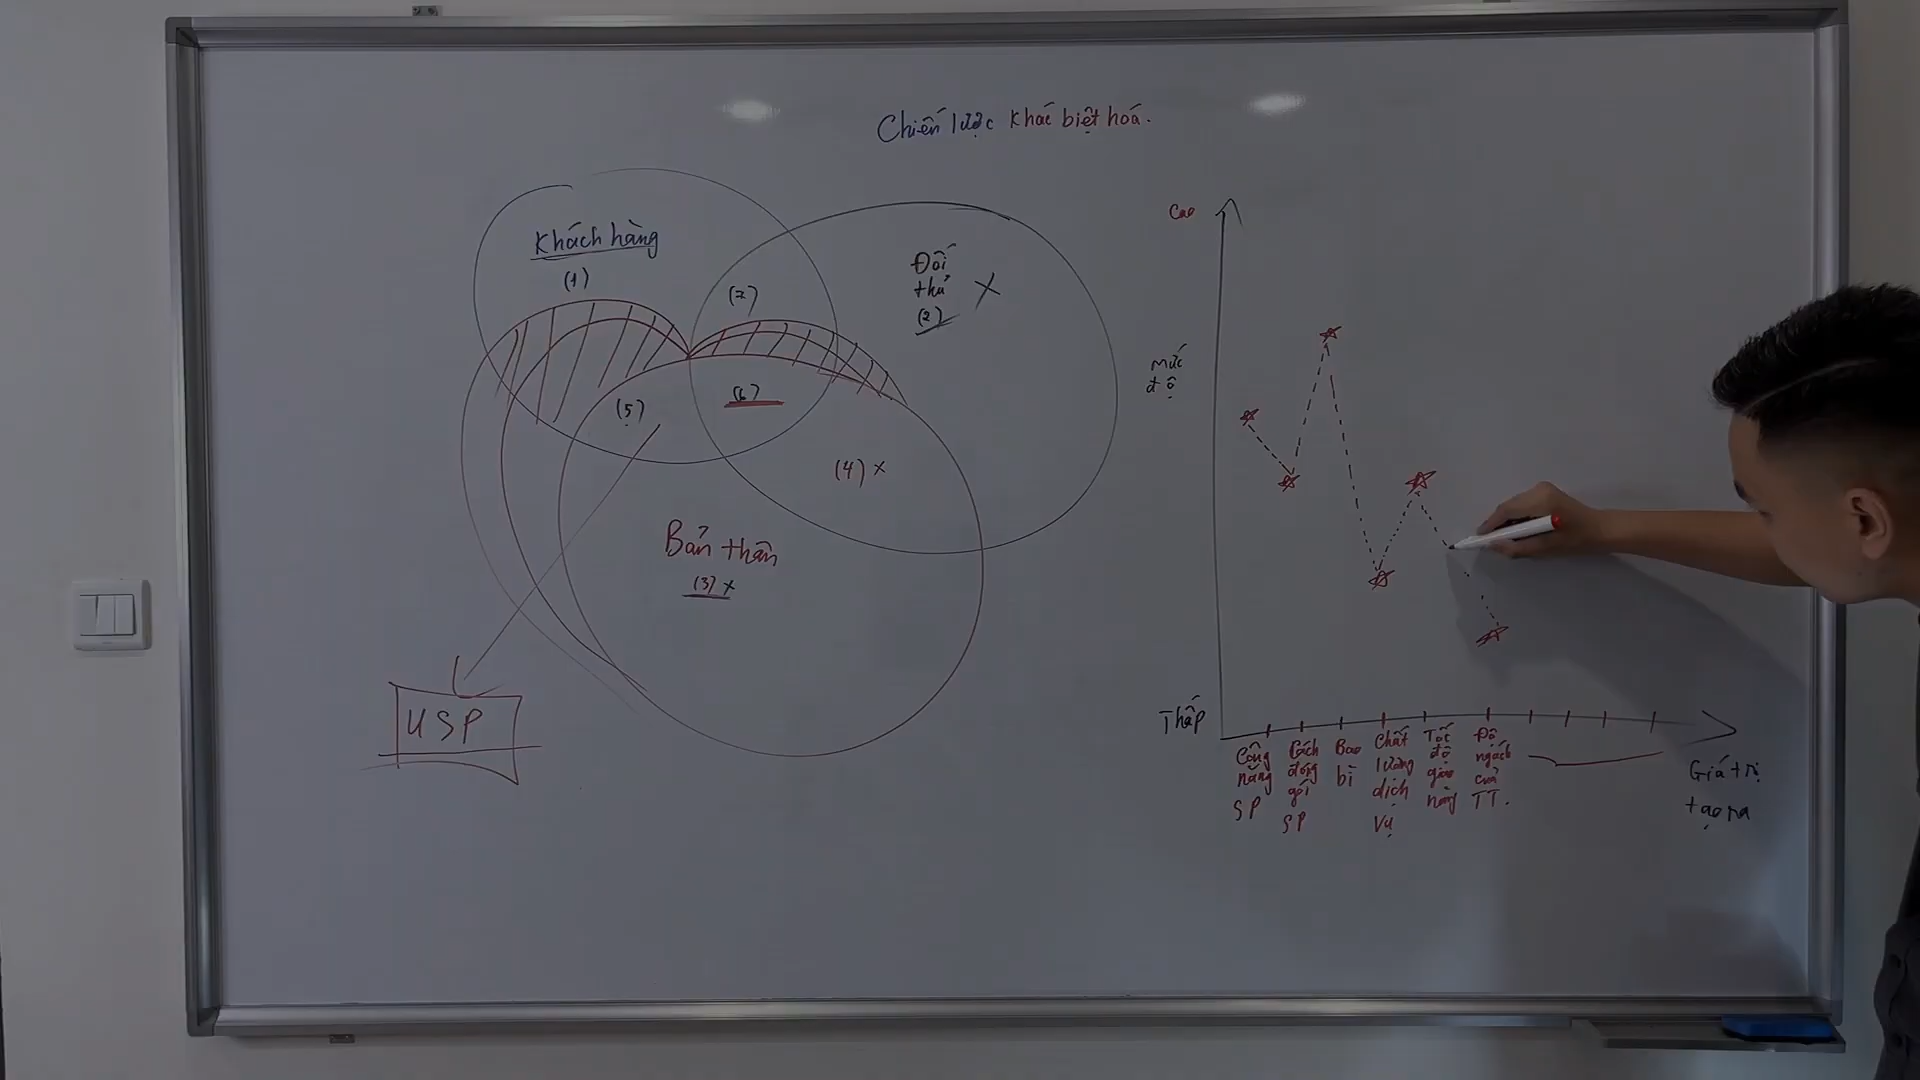 Chiến lược khác biệt hoá.
Khách hàng
(1)
Đối
thủ
(2)
(7)
(5)
(6)
(4) x
Bản thân
(3) x
USP
Cao
Mức
độ
Thấp
Công
năng
SP
Cách
đóng
gói
SP
Bao
bì
Chất
lượng
dịch
vụ
Tốc
độ
giao
hàng
Độ
ngách
của
TT.
Giá trị
tạo ra